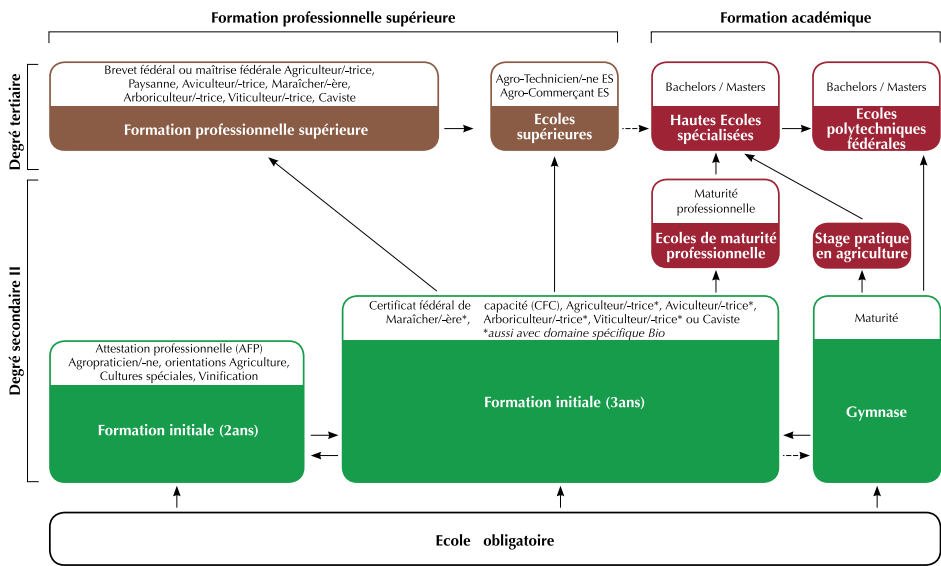 Formation professionnelle supérieure
Formation académique
Degré tertiaire
Brevet fédéral ou maîtrise fédérale Agriculteur/-trice,
Paysanne, Aviculteur/-trice, Maraîcher/-ère,
Arboriculteur/-trice, Viticulteur/-trice, Caviste
Formation professionnelle supérieure
Agro-Technicien/-ne ES
Agro-Commerçant ES
Ecoles
supérieures
Bachelors / Masters
Hautes Ecoles
spécialisées
Bachelors / Masters
Ecoles
polytechniques
fédérales
Degré secondaire II
Maturité
professionnelle
Ecoles de maturité
professionnelle
Stage pratique
en agriculture
Attestation professionnelle (AFP)
Agropraticien/-ne, orientations Agriculture,
Cultures spéciales, Vinification
Formation initiale (2ans)
Certificat fédéral de capacité (CFC), Agriculteur/-trice*, Aviculteur/-trice*,
Maraîcher/-ère*, Arboriculteur/-trice*, Viticulteur/-trice* ou Caviste
*aussi avec domaine spécifique Bio
Formation initiale (3ans)
Maturité
Gymnase
Ecole obligatoire